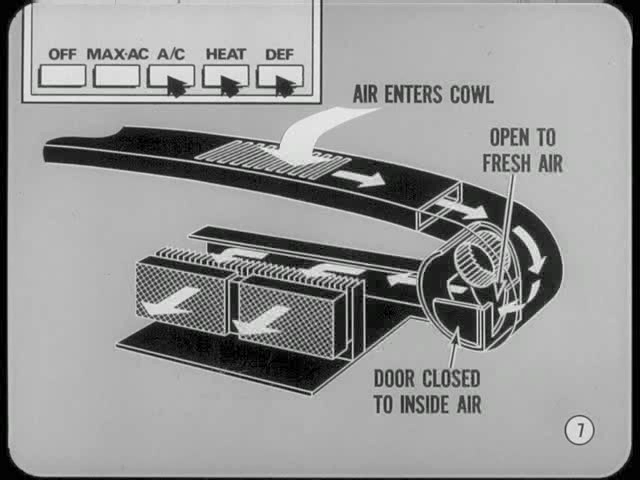 OFF MAX·AC A/C HEAT DEF
AIR ENTERS COWL
OPEN TO
FRESH AIR
DOOR CLOSED
TO INSIDE AIR
7